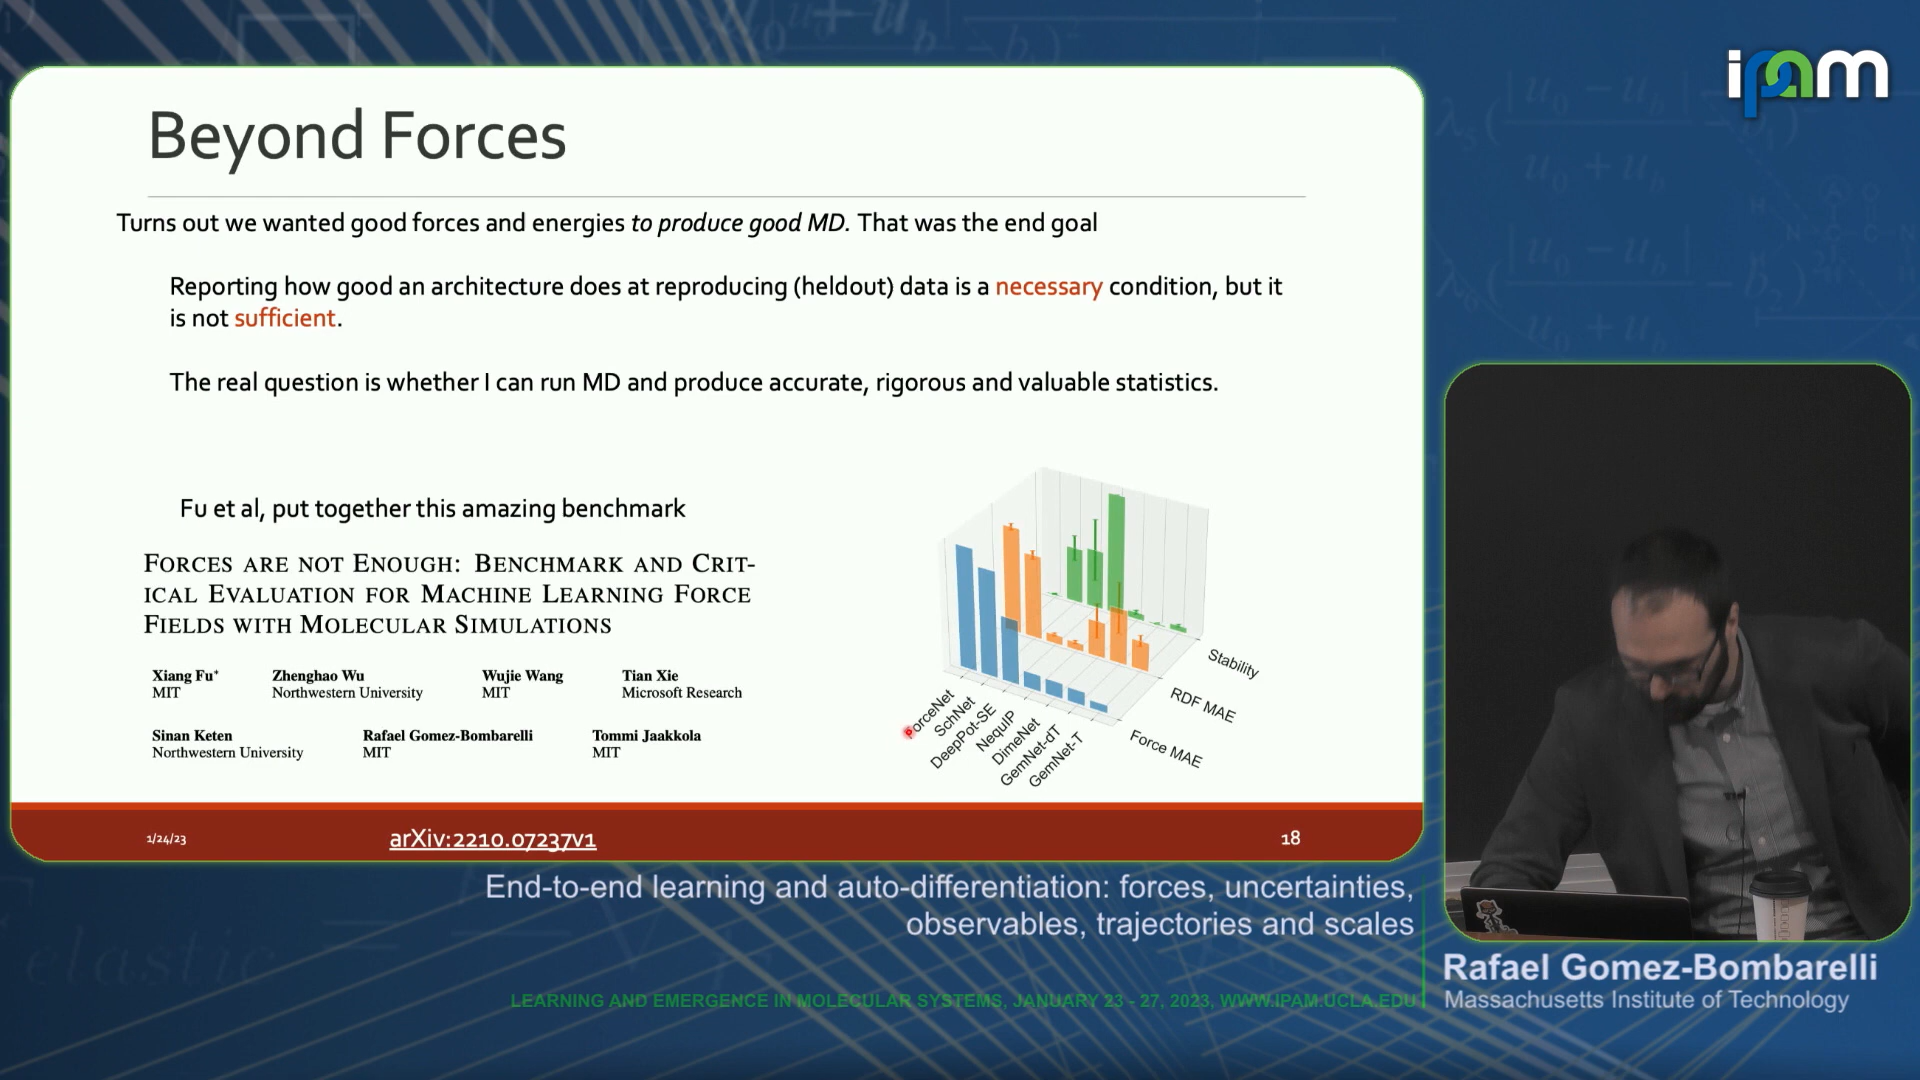 ipam
Beyond Forces
Turns out we wanted good forces and energies to produce good MD. That was the end goal
Reporting how good an architecture does at reproducing (heldout) data is a necessary condition, but it
is not sufficient.
The real question is whether I can run MD and produce accurate, rigorous and valuable statistics.
Fu et al, put together this amazing benchmark
FORCES ARE NOT ENOUGH: BENCHMARK AND CRIT-
ICAL EVALUATION FOR MACHINE LEARNING FORCE
FIELDS WITH MOLECULAR SIMULATIONS
Xiang Fu* Zhenghao Wu Wujie Wang Tian Xie
MIT Northwestern University MIT Microsoft Research
Sinan Keten Rafael Gomez-Bombarelli Tommi Jaakkola
Northwestern University MIT MIT
ForceNet
SchNet
DeepPot-SE
NequIP
DimeNet
GemNet-dT
GemNet-T
Stability
RDF MAE
Force MAE
1/24/23 arXiv:2210.07237v1 18
End-to-end learning and auto-differentiation: forces, uncertainties,
observables, trajectories and scales
Rafael Gomez-Bombarelli
Massachusetts Institute of Technology
LEARNING AND EMERGENCE IN MOLECULAR SYSTEMS, JANUARY 23 - 27, 2023, WWW.IPAM.UCLA.EDU
elastic